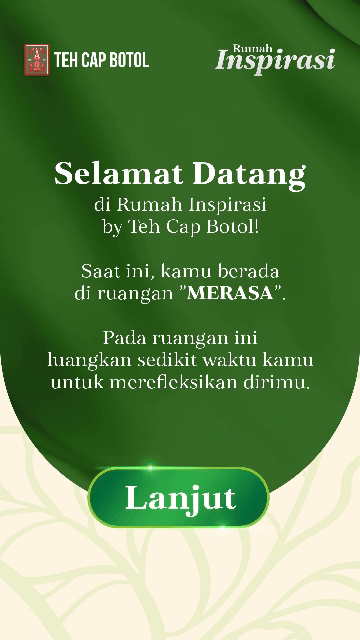 TEH CAP BOTOL
Rumah
Inspirasi
Selamat Datang
di Rumah Inspirasi
by Teh Cap Botol!
Saat ini, kamu berada
di ruangan "MERASA".
Pada ruangan ini
luangkan sedikit waktu kamu
untuk merefleksikan dirimu.
Lanjut